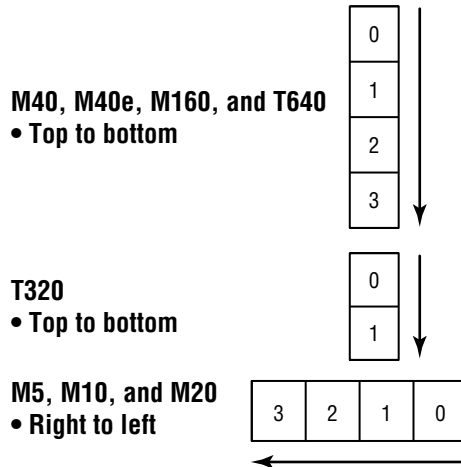 0
M40, M40e, M160, and T640
1
• Top to bottom
2
3
T320
0
• Top to bottom
1
M5, M10, and M20
• Right to left
3 2 1 0